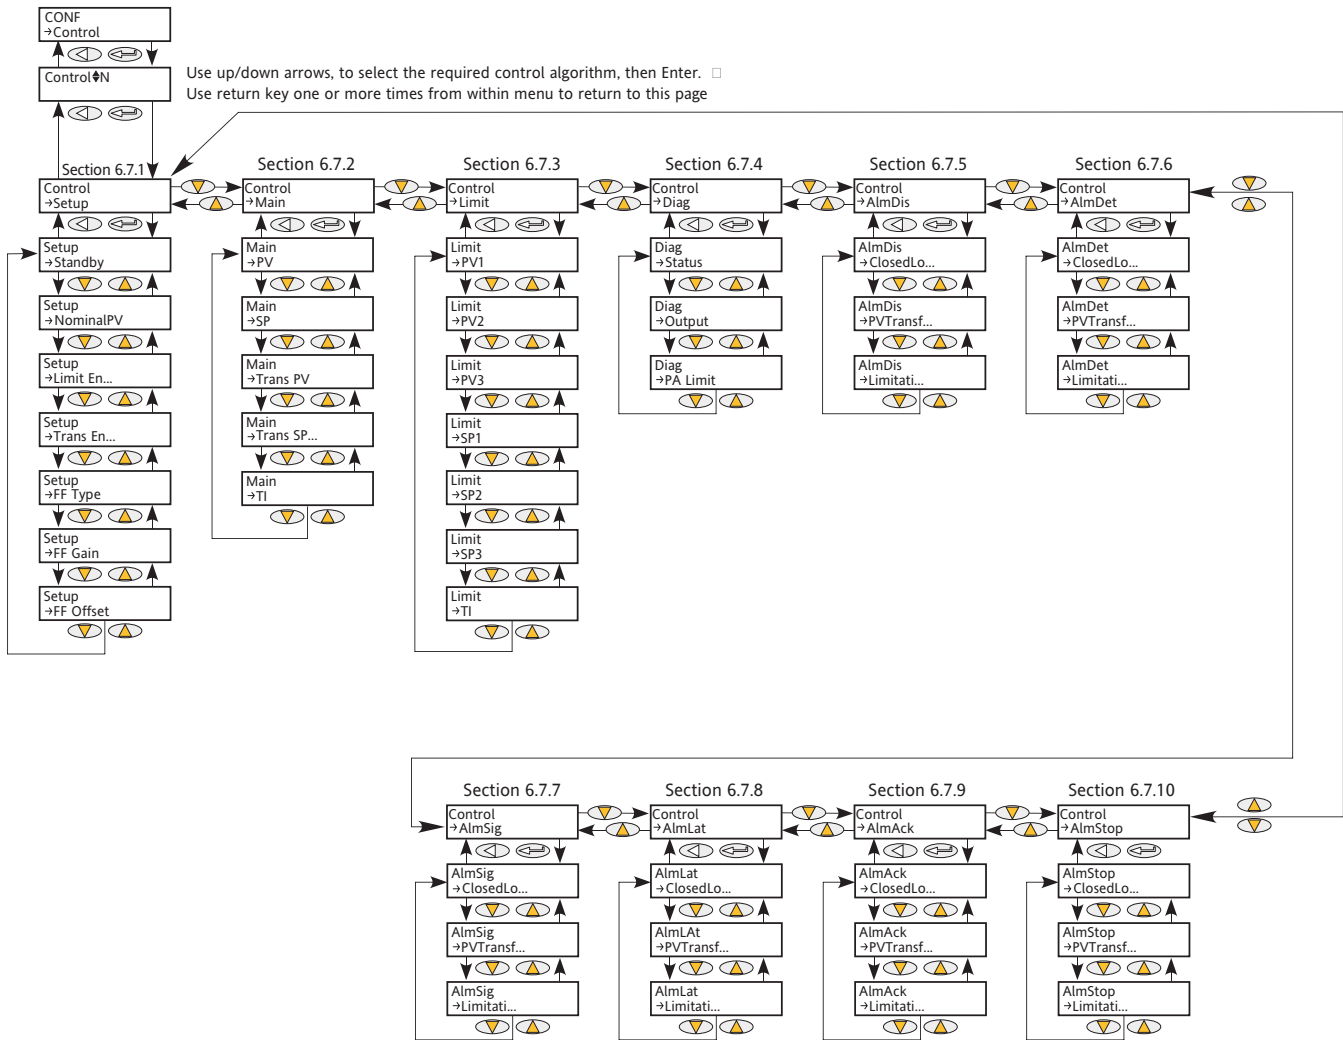 CONF
→Control
Control♦N
Use up/down arrows, to select the required control algorithm, then Enter. □
Use return key one or more times from within menu to return to this page
Section 6.7.1
Control
→Setup
Setup
→Standby
Setup
→NominalPV
Setup
→Limit En...
Setup
→Trans En...
Setup
→FF Type
Setup
→FF Gain
Setup
→FF Offset
Section 6.7.2
Control
→Main
Main
→PV
Main
→SP
Main
→Trans PV
Main
→Trans SP...
Main
→TI
Section 6.7.3
Control
→Limit
Limit
→PV1
Limit
→PV2
Limit
→PV3
Limit
→SP1
Limit
→SP2
Limit
→SP3
Limit
→TI
Section 6.7.4
Control
→Diag
Diag
→Status
Diag
→Output
Diag
→PA Limit
Section 6.7.5
Control
→AlmDis
AlmDis
→ClosedLo...
AlmDis
→PVTransf...
AlmDis
→Limitati...
Section 6.7.6
Control
→AlmDet
AlmDet
→ClosedLo...
AlmDet
→PVTransf...
AlmDet
→Limitati...
Section 6.7.7
Control
→AlmSig
AlmSig
→ClosedLo...
AlmSig
→PVTransf...
AlmSig
→Limitati...
Section 6.7.8
Control
→AlmLat
AlmLat
→ClosedLo...
AlmLAt
→PVTransf...
AlmLat
→Limitati...
Section 6.7.9
Control
→AlmAck
AlmAck
→ClosedLo...
AlmAck
→PVTransf...
AlmAck
→Limitati...
Section 6.7.10
Control
→AlmStop
AlmStop
→ClosedLo...
AlmStop
→PVTransf...
AlmStop
→Limitati...